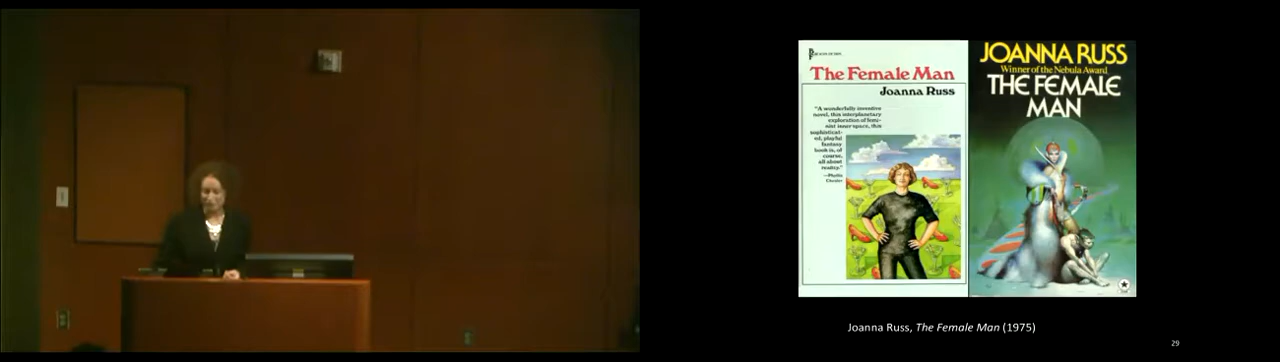 The Female Man
Joanna Russ
"A wonderfully inventive
novel, this interplanetary
exploration of femi-
nist inner space, this
sophisticat-
ed, playful
fantasy
book is, of
course,
all about
reality."
—Phyllis
Chesler
JOANNA RUSS
Winner of the Nebula Award
THE FEMALE
MAN
Joanna Russ, The Female Man (1975)
29